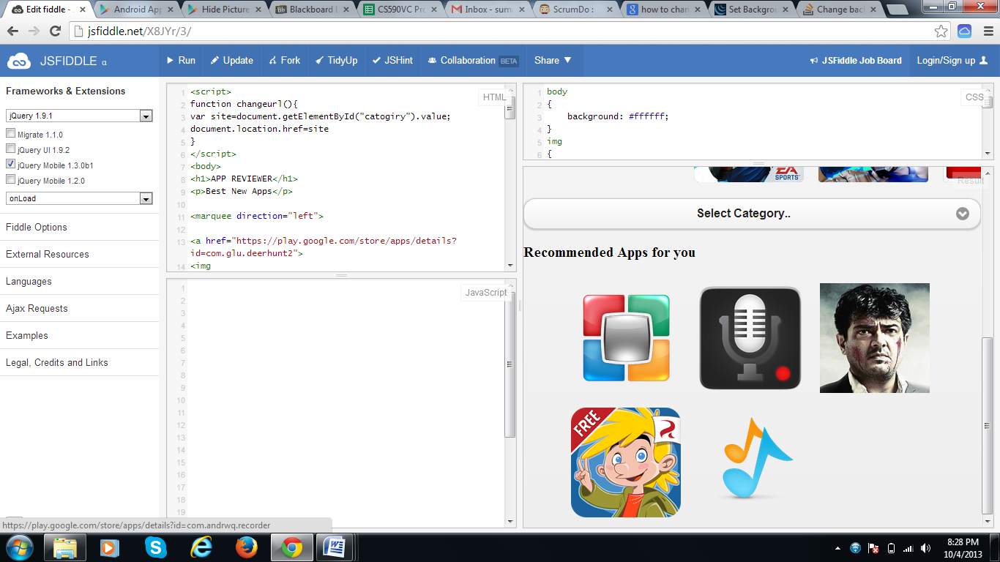 Edit fiddle -
Android App
Hide Picture
Blackboard
CS590VC Pro
Inbox - sum
ScrumDo :
how to chan
Set Backgro
Change bac
jsfiddle.net/X8JYr/3/
JSFIDDLE α
Run
Update
Fork
TidyUp
JSHint
Collaboration BETA
Share
JSFiddle Job Board
Login/Sign up
Frameworks & Extensions
jQuery 1.9.1
Migrate 1.1.0
jQuery UI 1.9.2
jQuery Mobile 1.3.0b1
jQuery Mobile 1.2.0
onLoad
Fiddle Options
External Resources
Languages
Ajax Requests
Examples
Legal, Credits and Links
HTML
1 <script>
2 function changeurl(){
3 var site=document.getElementById("catogiry").value;
4 document.location.href=site
5 }
6 </script>
7 <body>
8 <h1>APP REVIEWER</h1>
9 <p>Best New Apps</p>
10
11 <marquee direction="left">
12
13 <a href="https://play.google.com/store/apps/details?
id=com.glu.deerhunt2">
14 <img
JavaScript
1
2
3
4
5
6
7
8
9
10
11
12
13
14
15
16
17
18
19
CSS
1 body
2 {
3 background: #ffffff;
4 }
5 img
6 {
Result
EA
SPORTS
Select Category..
Recommended Apps for you
FREE
https://play.google.com/store/apps/details?id=com.andrwq.recorder
8:28 PM
10/4/2013